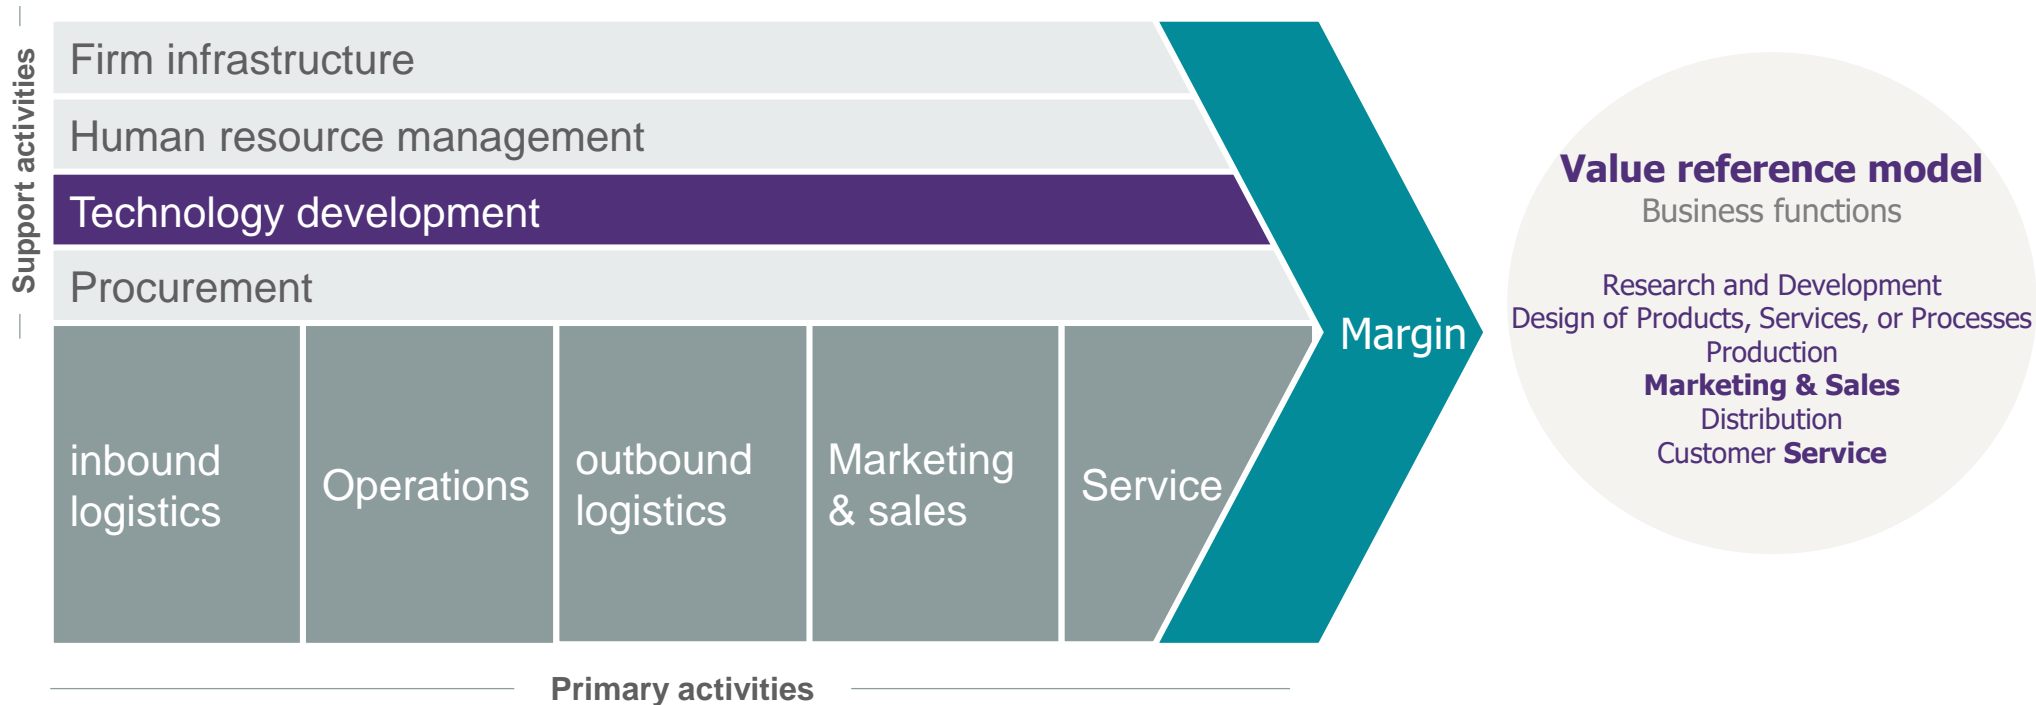 Support activities
Firm infrastructure
Human resource management
Technology development
Procurement
inbound
logistics
Operations
outbound
logistics
Marketing
& sales
Service
Margin
Primary activities
Value reference model
Business functions
Research and Development
Design of Products, Services, or Processes
Production
Marketing & Sales
Distribution
Customer Service